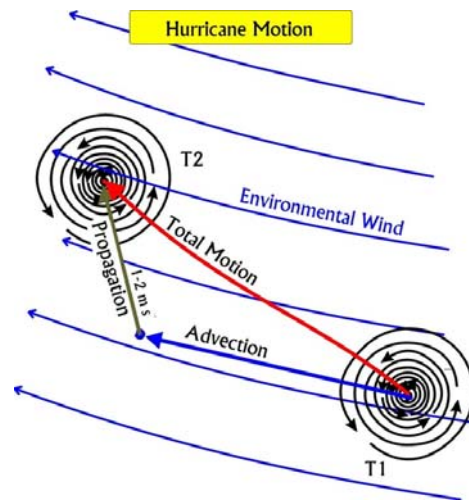 Hurricane Motion
T2
Environmental Wind
Total Motion
Propagation
1-2 m s
Advection
T1